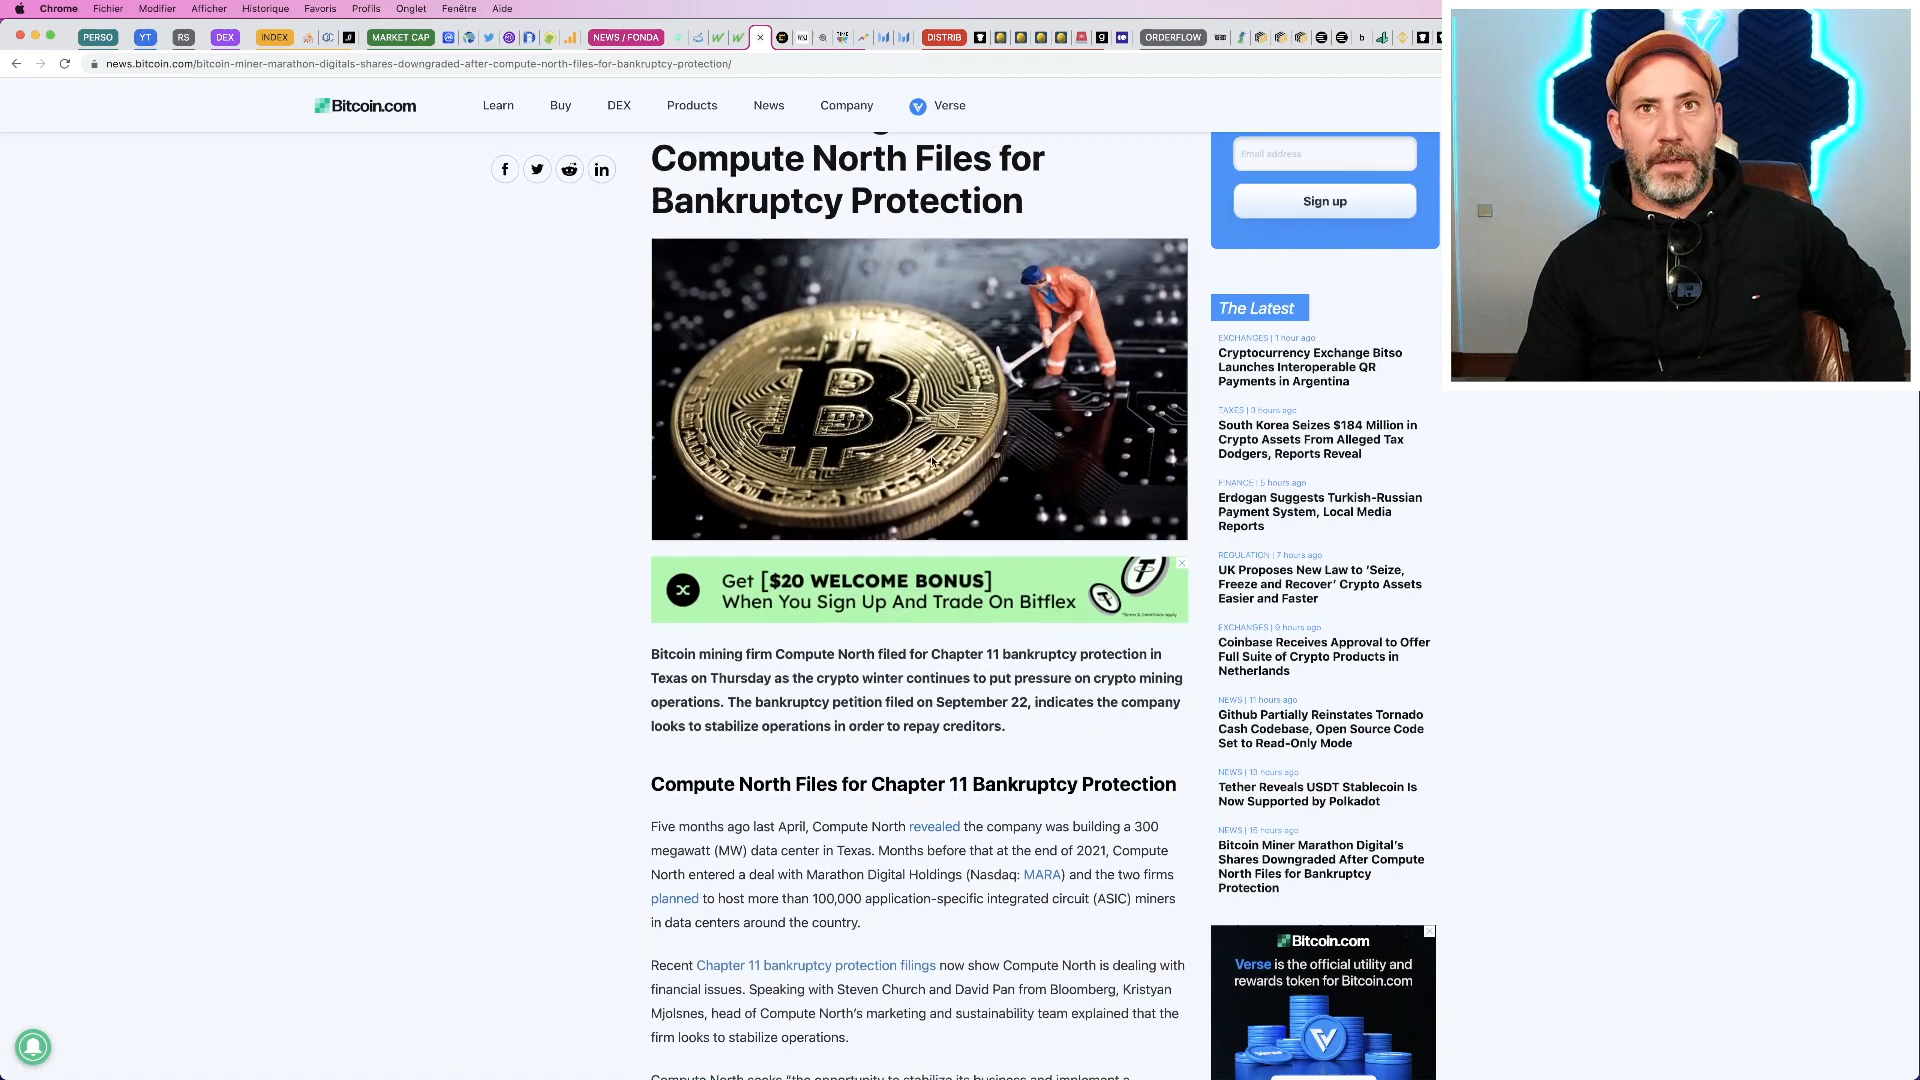 Chrome Fichier Modifier Afficher Historique Favoris Profils Onglet Fenêtre Aide
PERSO YT RS DEX INDEX MARKET CAP NEWS / FONDA DISTRIB ORDERFLOW
news.bitcoin.com/bitcoin-miner-marathon-digitals-shares-downgraded-after-compute-north-files-for-bankruptcy-protection/
Bitcoin.com Learn Buy DEX Products News Company Verse
Compute North Files for
Bankruptcy Protection
Get [$20 WELCOME BONUS]
When You Sign Up And Trade On Bitflex
*Terms & Conditions apply
Bitcoin mining firm Compute North filed for Chapter 11 bankruptcy protection in
Texas on Thursday as the crypto winter continues to put pressure on crypto mining
operations. The bankruptcy petition filed on September 22, indicates the company
looks to stabilize operations in order to repay creditors.
Compute North Files for Chapter 11 Bankruptcy Protection
Five months ago last April, Compute North revealed the company was building a 300
megawatt (MW) data center in Texas. Months before that at the end of 2021, Compute
North entered a deal with Marathon Digital Holdings (Nasdaq: MARA) and the two firms
planned to host more than 100,000 application-specific integrated circuit (ASIC) miners
in data centers around the country.
Recent Chapter 11 bankruptcy protection filings now show Compute North is dealing with
financial issues. Speaking with Steven Church and David Pan from Bloomberg, Kristyan
Mjolsnes, head of Compute North's marketing and sustainability team explained that the
firm looks to stabilize operations.
Compute North seeks "the opportunity to stabilize its business and implement a
Email address
Sign up
The Latest
EXCHANGES | 1 hour ago
Cryptocurrency Exchange Bitso
Launches Interoperable QR
Payments in Argentina
TAXES | 3 hours ago
South Korea Seizes $184 Million in
Crypto Assets From Alleged Tax
Dodgers, Reports Reveal
FINANCE | 5 hours ago
Erdogan Suggests Turkish-Russian
Payment System, Local Media
Reports
REGULATION | 7 hours ago
UK Proposes New Law to ‘Seize,
Freeze and Recover’ Crypto Assets
Easier and Faster
EXCHANGES | 9 hours ago
Coinbase Receives Approval to Offer
Full Suite of Crypto Products in
Netherlands
NEWS | 11 hours ago
Github Partially Reinstates Tornado
Cash Codebase, Open Source Code
Set to Read-Only Mode
NEWS | 13 hours ago
Tether Reveals USDT Stablecoin Is
Now Supported by Polkadot
NEWS | 15 hours ago
Bitcoin Miner Marathon Digital's
Shares Downgraded After Compute
North Files for Bankruptcy
Protection
Bitcoin.com
Verse is the official utility and
rewards token for Bitcoin.com